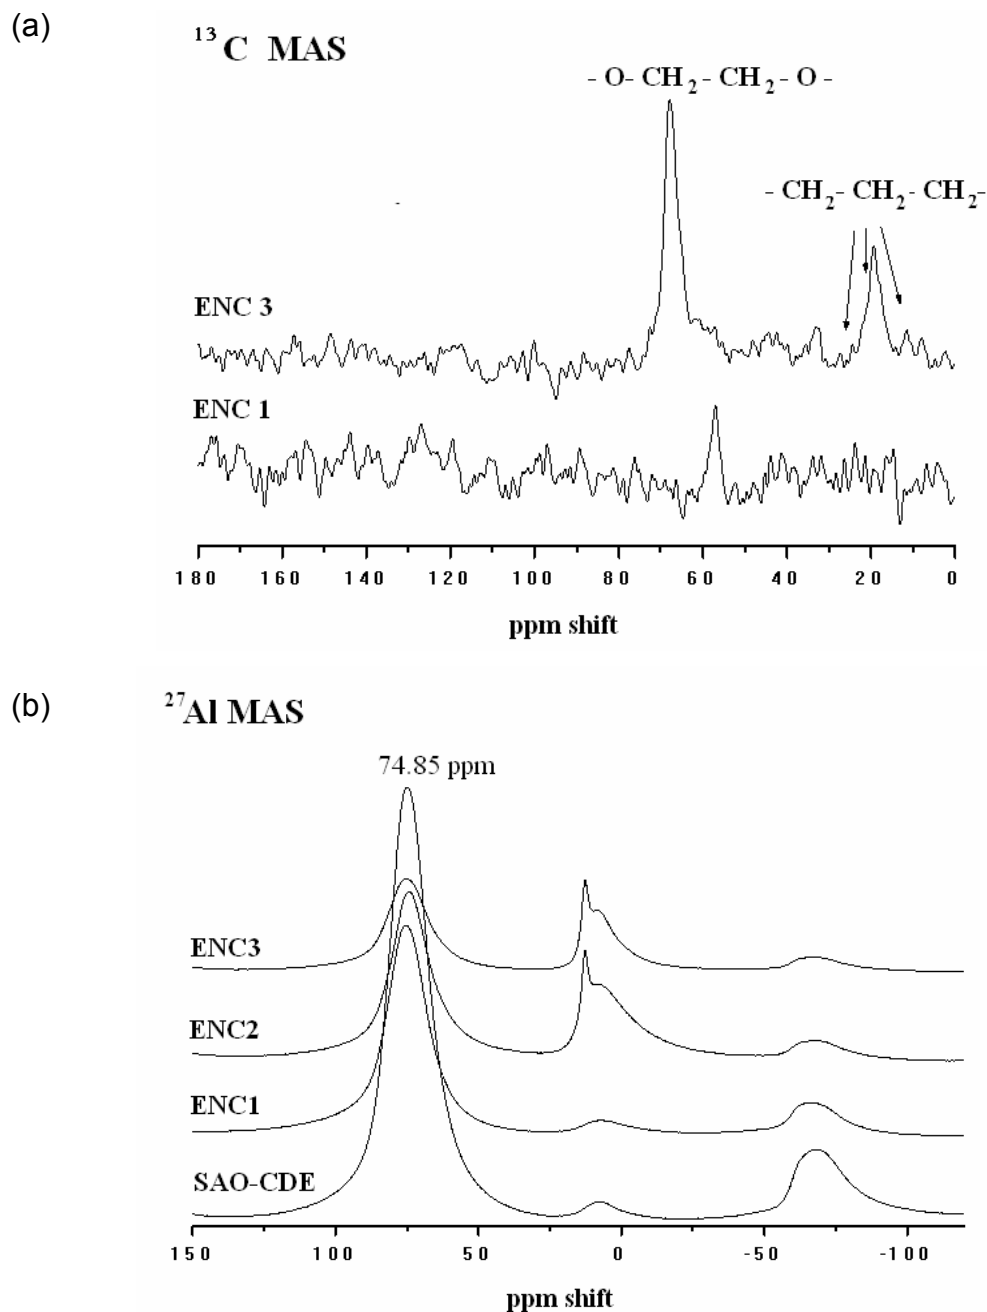 (a)
¹³C MAS
- O- CH₂- CH₂- O -
- CH₂- CH₂- CH₂-
ENC 3
ENC 1
180 160 140 120 100 80 60 40 20 0
ppm shift
(b)
²⁷Al MAS
74.85 ppm
ENC3
ENC2
ENC1
SAO-CDE
150 100 50 0 -50 -100
ppm shift